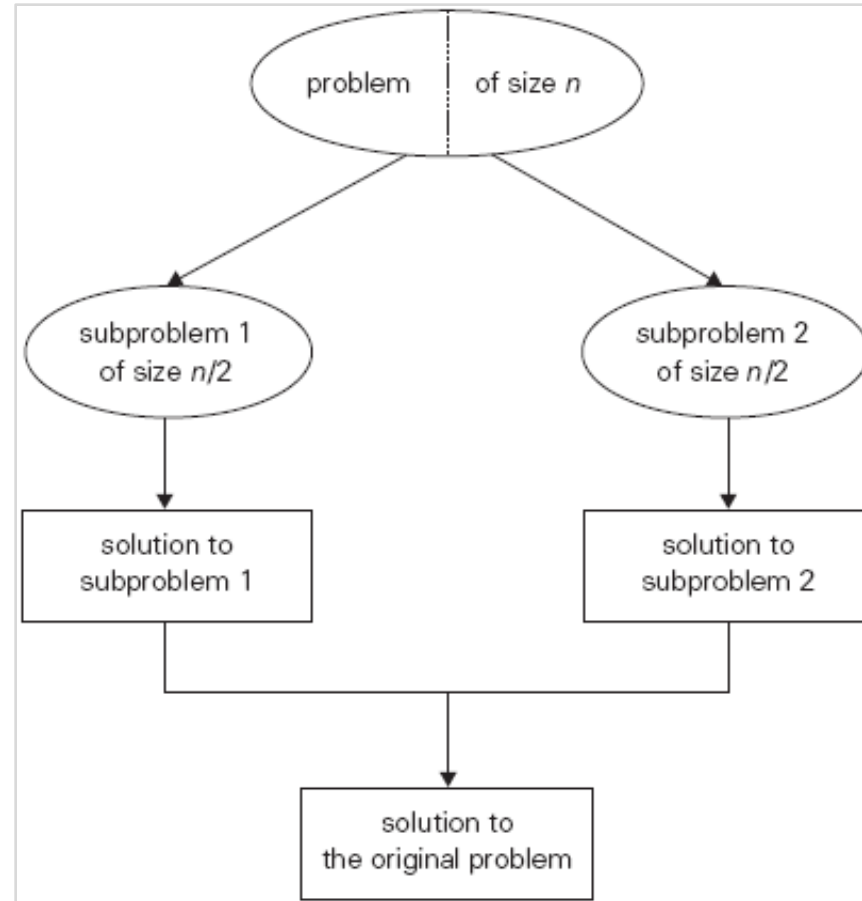 problem of size n
subproblem 1
of size n/2
subproblem 2
of size n/2
solution to
subproblem 1
solution to
subproblem 2
solution to
the original problem